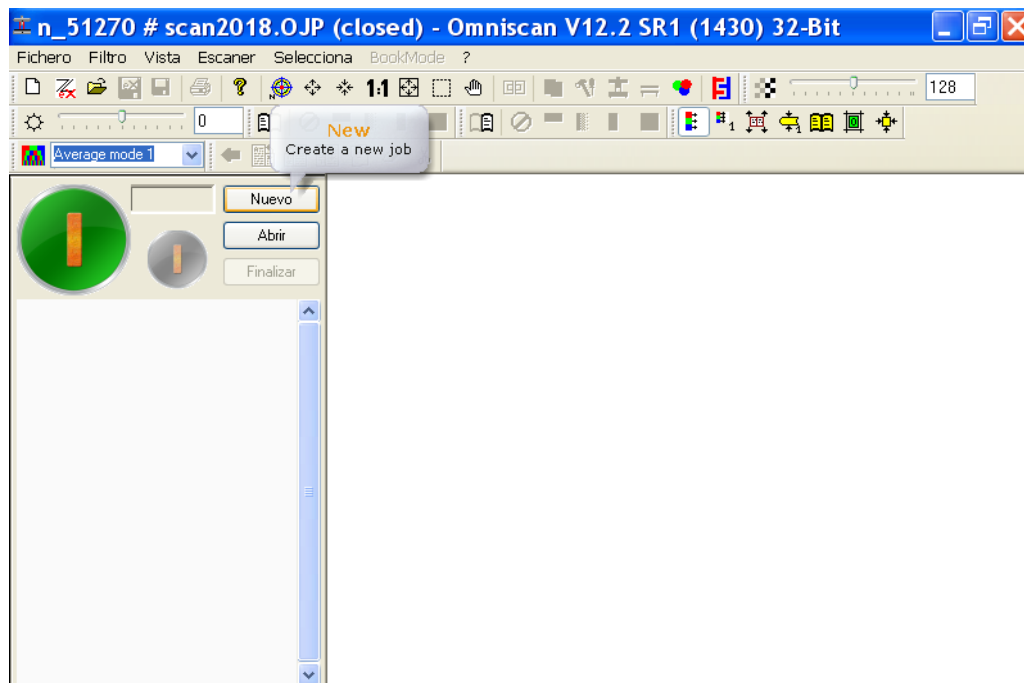 n_51270 # scan2018.OJP (closed) - Omniscan V12.2 SR1 (1430) 32-Bit
Fichero Filtro Vista Escaner Selecciona BookMode ?
1:1 128
0
New
Create a new job
Average mode 1
Nuevo
Abrir
Finalizar